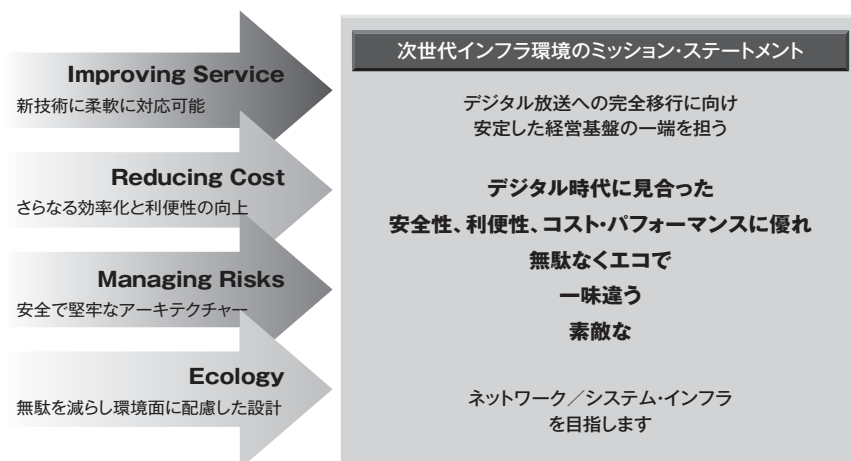 Improving Service
新技術に柔軟に対応可能
Reducing Cost
さらなる効率化と利便性の向上
Managing Risks
安全で堅牢なアーキテクチャー
Ecology
無駄を減らし環境面に配慮した設計
次世代インフラ環境のミッション・ステートメント
デジタル放送への完全移行に向け
安定した経営基盤の一端を担う
デジタル時代に見合った
安全性、利便性、コスト・パフォーマンスに優れ
無駄なくエコで
一味違う
素敵な
ネットワーク／システム・インフラ
を目指します